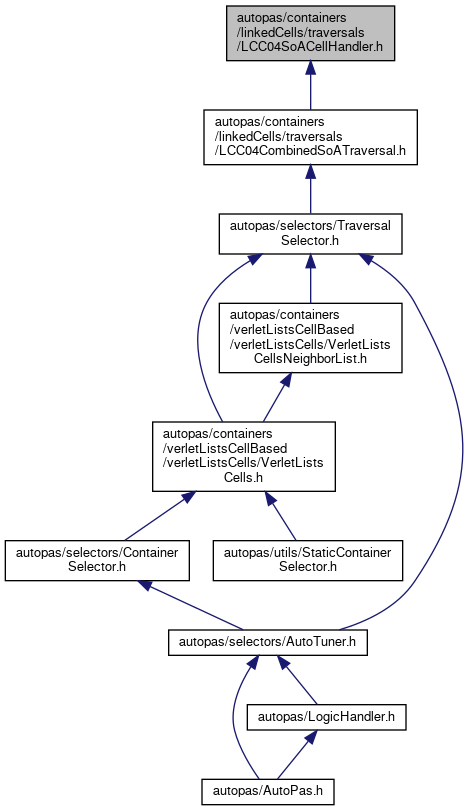 autopas/containers
/linkedCells/traversals
/LCC04SoACellHandler.h
autopas/containers
/linkedCells/traversals
/LCC04CombinedSoATraversal.h
autopas/selectors/Traversal
Selector.h
autopas/containers
/verletListsCellBased
/verletListsCells/VerletLists
CellsNeighborList.h
autopas/containers
/verletListsCellBased
/verletListsCells/VerletLists
Cells.h
autopas/selectors/Container
Selector.h
autopas/utils/StaticContainer
Selector.h
autopas/selectors/AutoTuner.h
autopas/LogicHandler.h
autopas/AutoPas.h